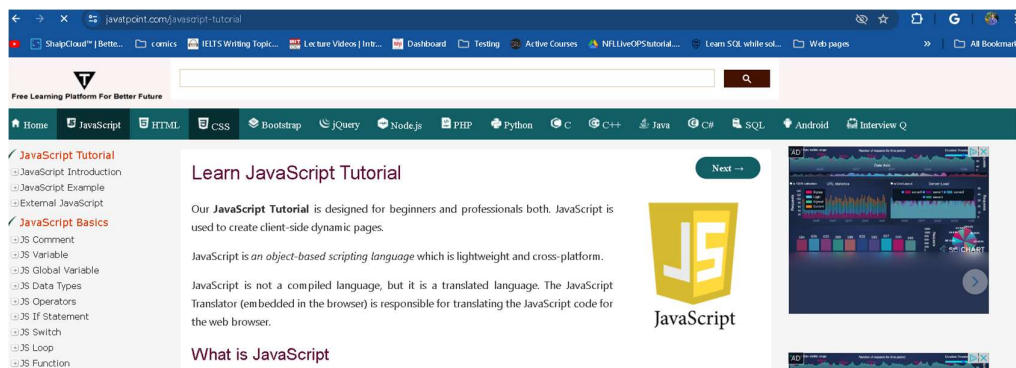 javatpoint.com/javascript-tutorial
ShaipCloud™ | Bette... comics IELTS Writing Topic... Lecture Videos | Intr... Dashboard Testing Active Courses NFLLiveOPStutorial.... Learn SQL while sol... Web pages » All Bookmark
Free Learning Platform For Better Future
Home JavaScript HTML CSS Bootstrap jQuery Node.js PHP Python C C++ Java C# SQL Android Interview Q
JavaScript Tutorial
JavaScript Introduction
JavaScript Example
External JavaScript
JavaScript Basics
JS Comment
JS Variable
JS Global Variable
JS Data Types
JS Operators
JS If Statement
JS Switch
JS Loop
JS Function
Learn JavaScript Tutorial
Next →
Our JavaScript Tutorial is designed for beginners and professionals both. JavaScript is
used to create client-side dynamic pages.
JavaScript is an object-based scripting language which is lightweight and cross-platform.
JavaScript is not a compiled language, but it is a translated language. The JavaScript
Translator (embedded in the browser) is responsible for translating the JavaScript code for
the web browser.
What is JavaScript
JS
JavaScript
AD
SCICHART
AD